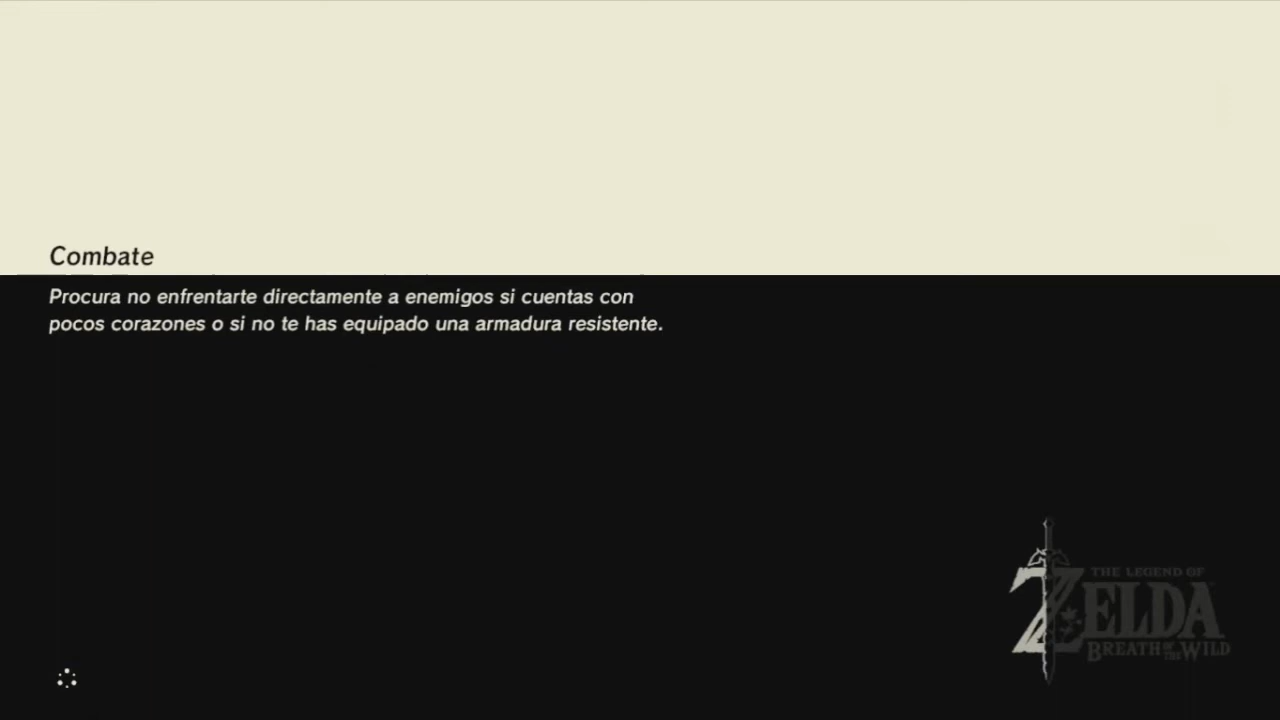 Combate
Procura no enfrentarte directamente a enemigos si cuentas con
pocos corazones o si no te has equipado una armadura resistente.
THE LEGEND OF
ZELDA
BREATH OF THE WILD